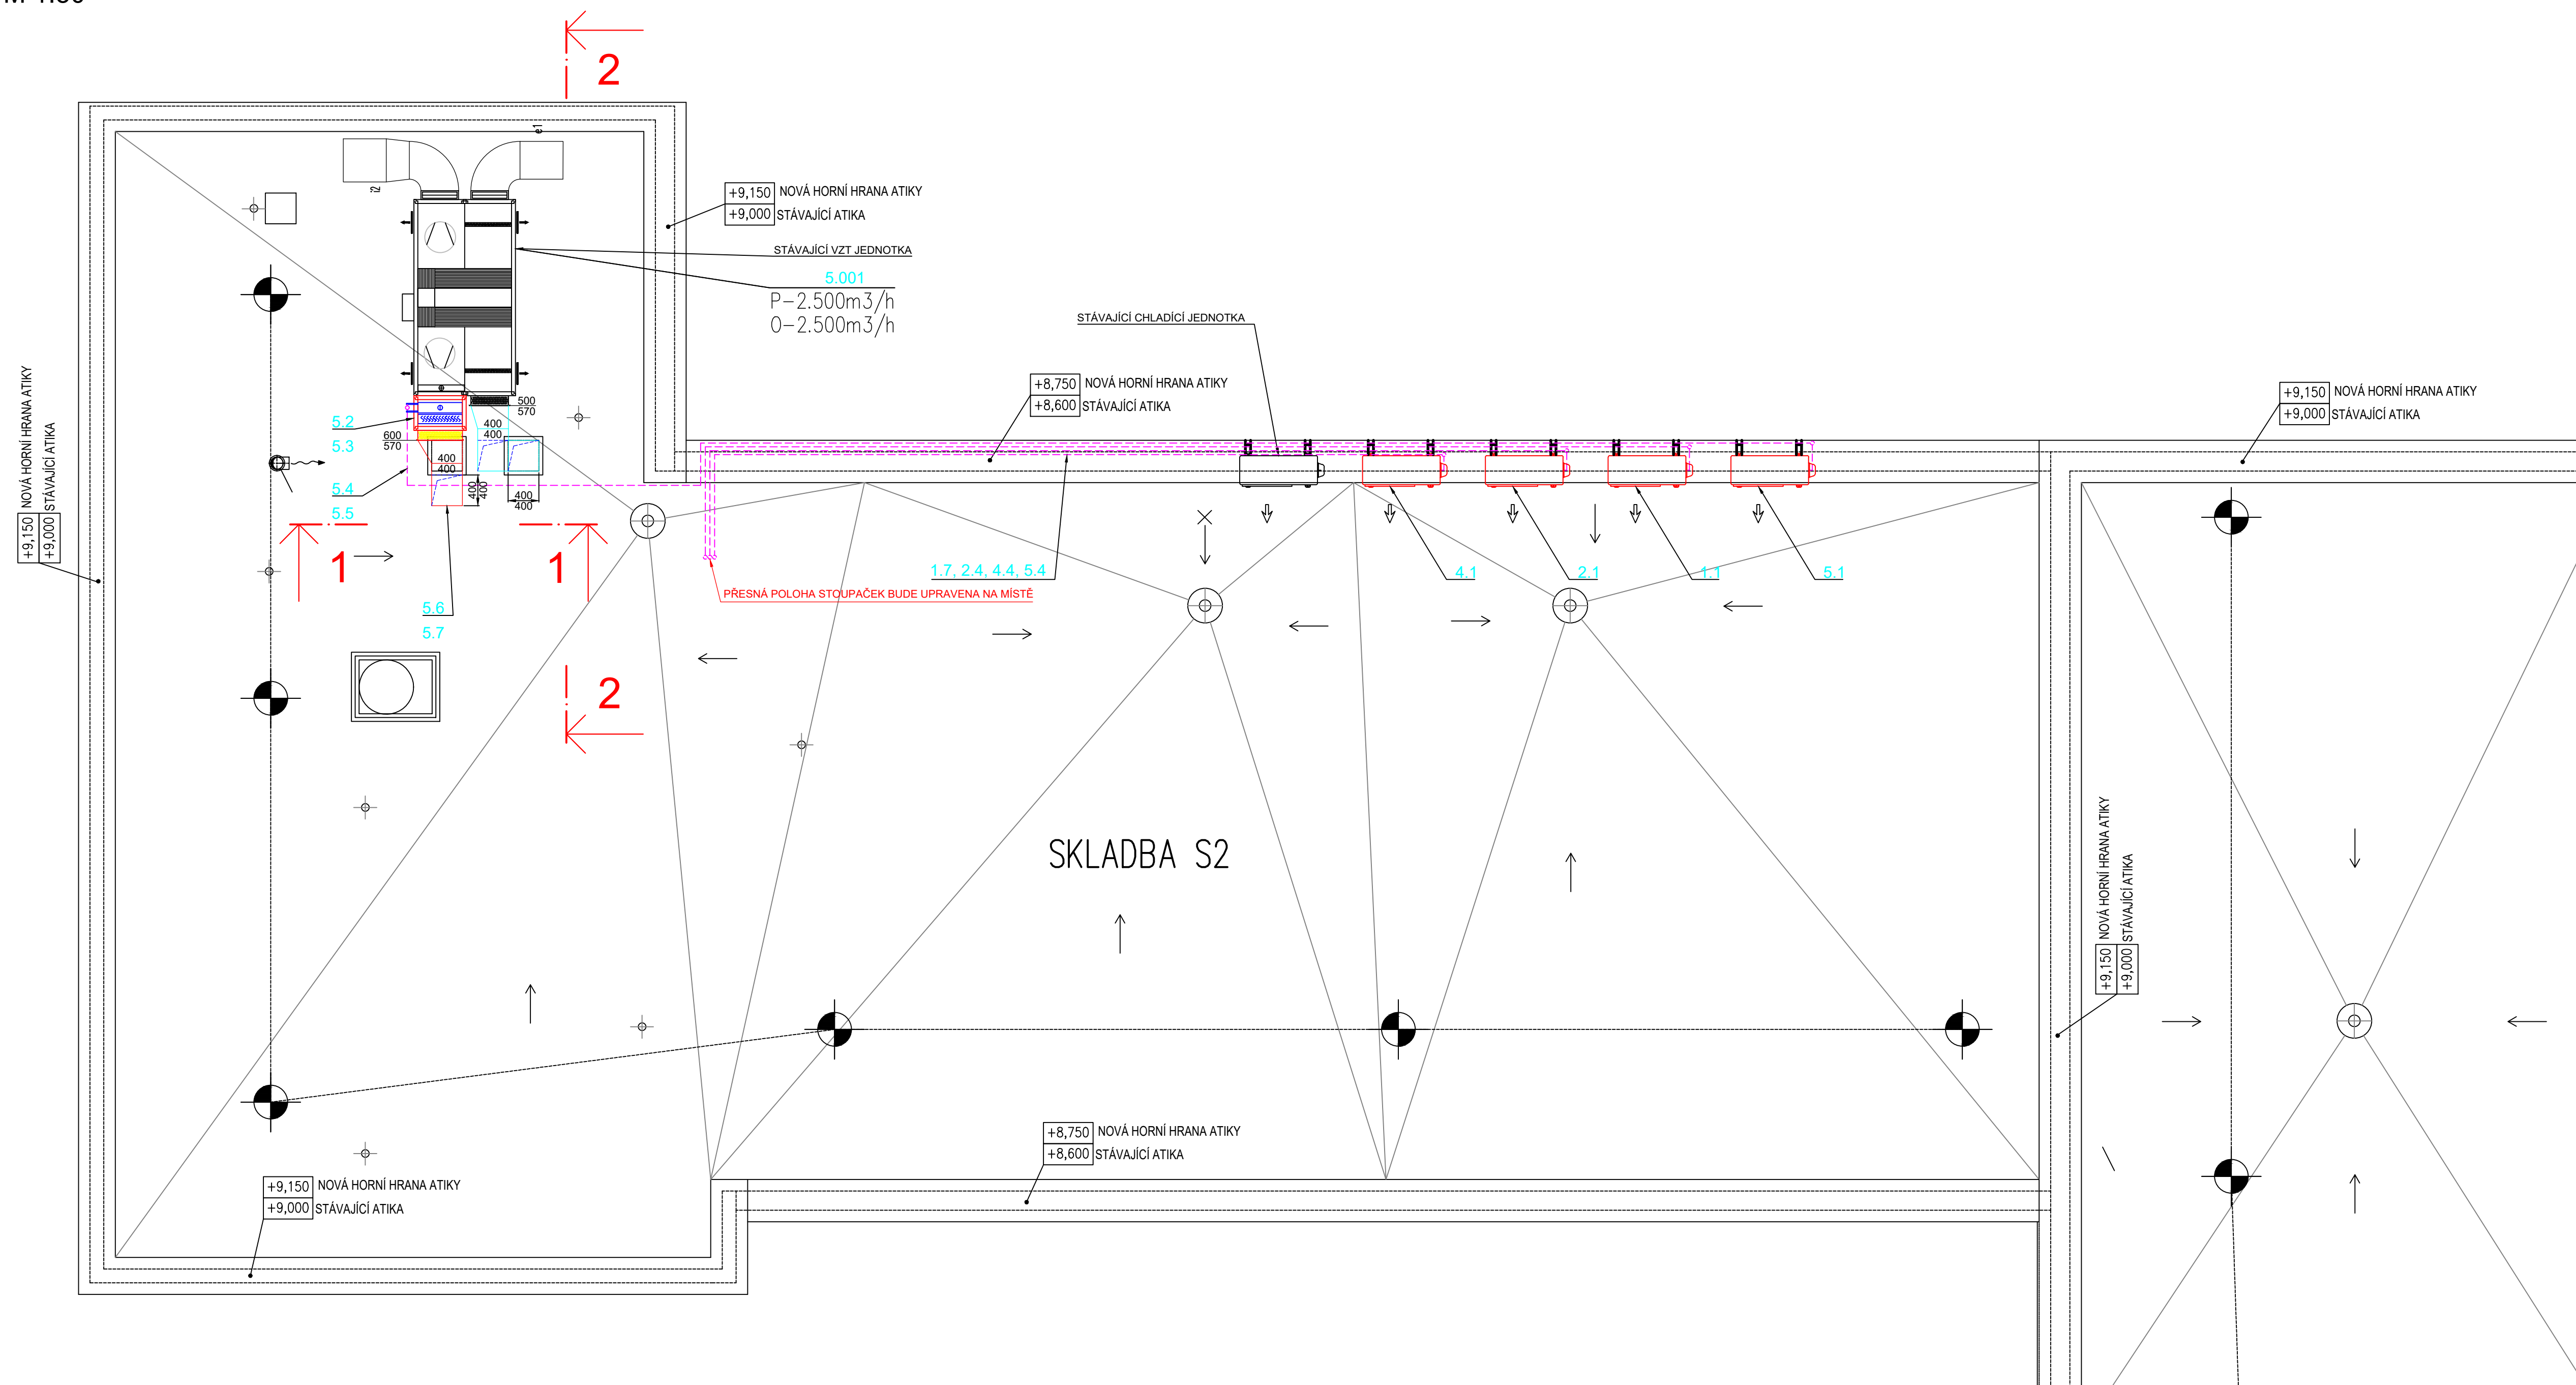 2
e1
+9,150 NOVÁ HORNÍ HRANA ATIKY
+9,000 STÁVAJÍCÍ ATIKA
STÁVAJÍCÍ VZT JEDNOTKA
5.001
P-2.500m3/h
O-2.500m3/h
STÁVAJÍCÍ CHLADÍCÍ JEDNOTKA
+8,750 NOVÁ HORNÍ HRANA ATIKY
+8,600 STÁVAJÍCÍ ATIKA
+9,150 NOVÁ HORNÍ HRANA ATIKY
+9,000 STÁVAJÍCÍ ATIKA
+9,150 NOVÁ HORNÍ HRANA ATIKY
+9,000 STÁVAJÍCÍ ATIKA
500
570
5.2
400
400
600
570
5.3
400
400
5.4
400
400
400
400
5.5
1
1
1.7, 2.4, 4.4, 5.4
4.1
2.1
1.1
5.1
PŘESNÁ POLOHA STOUPAČEK BUDE UPRAVENA NA MÍSTĚ
5.6
5.7
2
SKLADBA S2
+9,150 NOVÁ HORNÍ HRANA ATIKY
+9,000 STÁVAJÍCÍ ATIKA
+8,750 NOVÁ HORNÍ HRANA ATIKY
+8,600 STÁVAJÍCÍ ATIKA
+9,150 NOVÁ HORNÍ HRANA ATIKY
+9,000 STÁVAJÍCÍ ATIKA